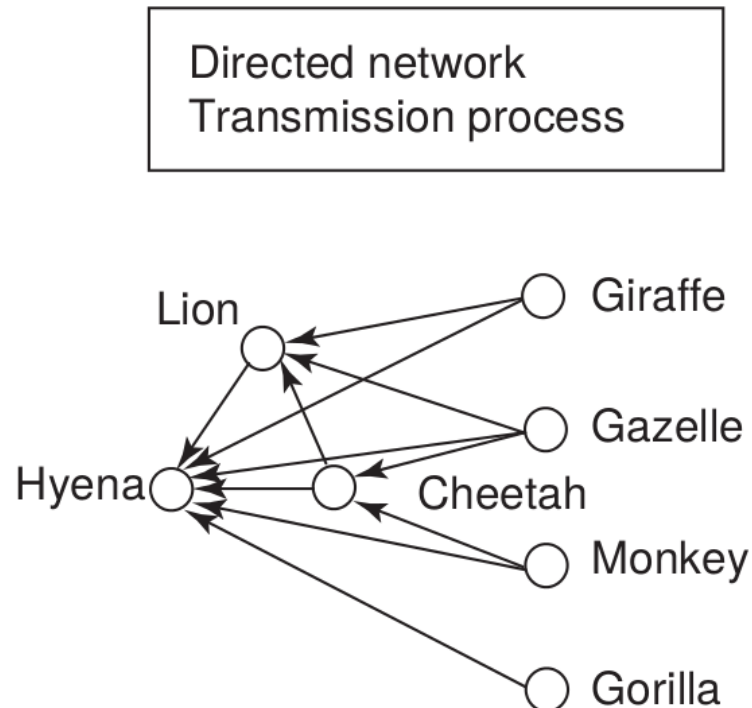 Directed network
Transmission process
Lion
Giraffe
Gazelle
Hyena
Cheetah
Monkey
Gorilla